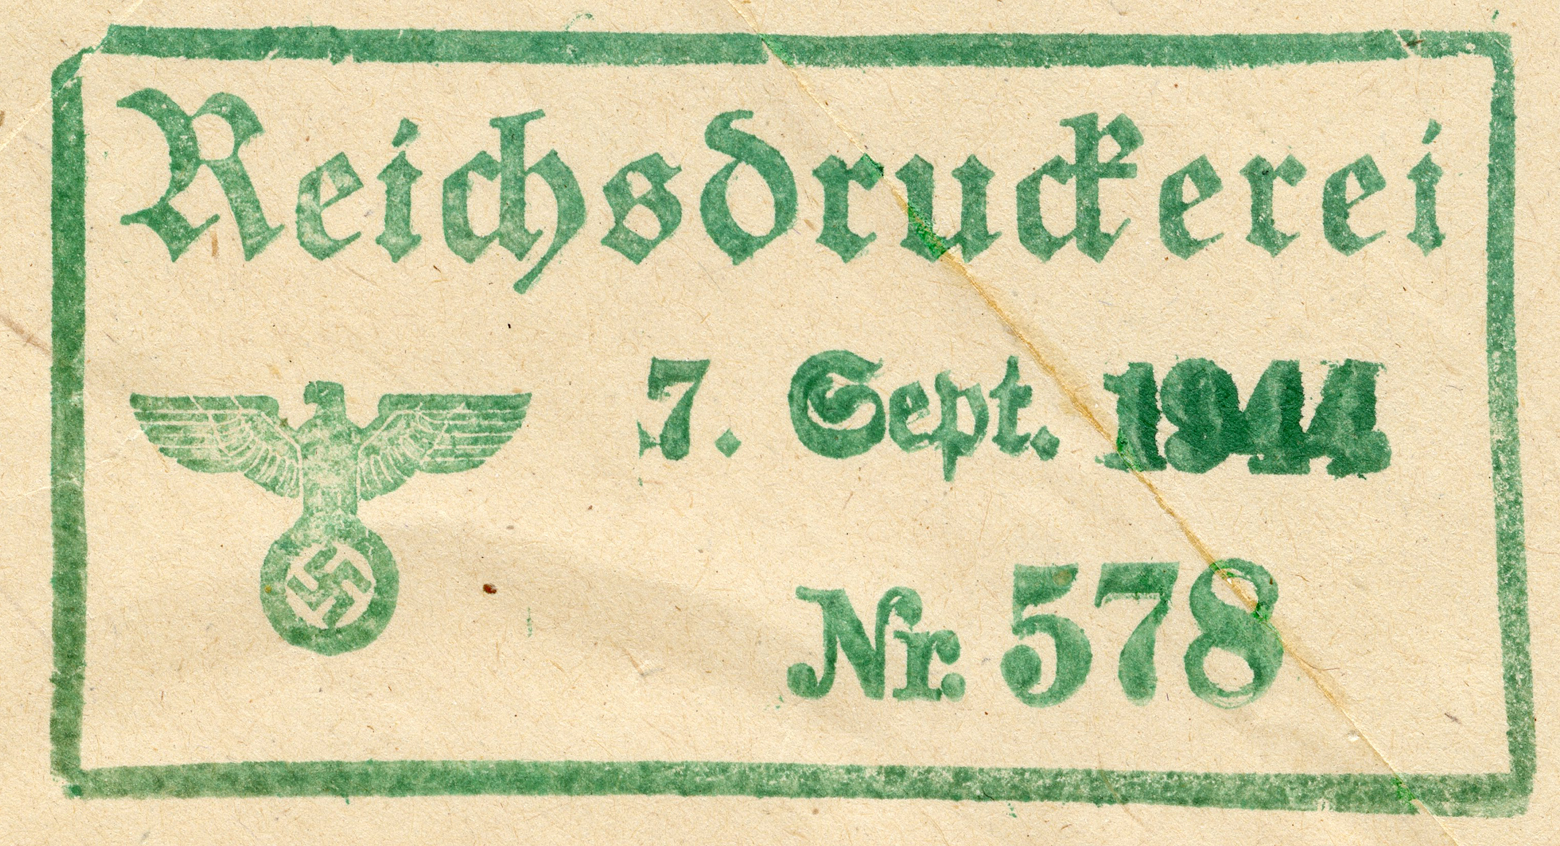 Reichsdruckerei
7. Sept. 1944
Nr. 578